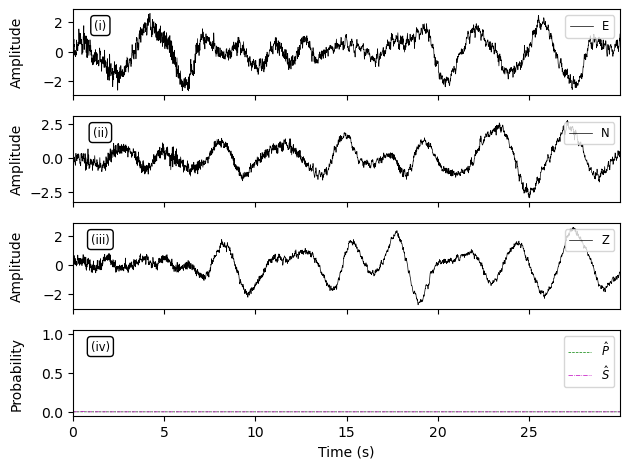 Amplitude
2
0
−2
(i)
E
Amplitude
2.5
0.0
−2.5
(ii)
N
Amplitude
2
0
−2
(iii)
Z
Probability
1.0
0.5
0.0
(iv)
P̂
Ŝ
0 5 10 15 20 25
Time (s)